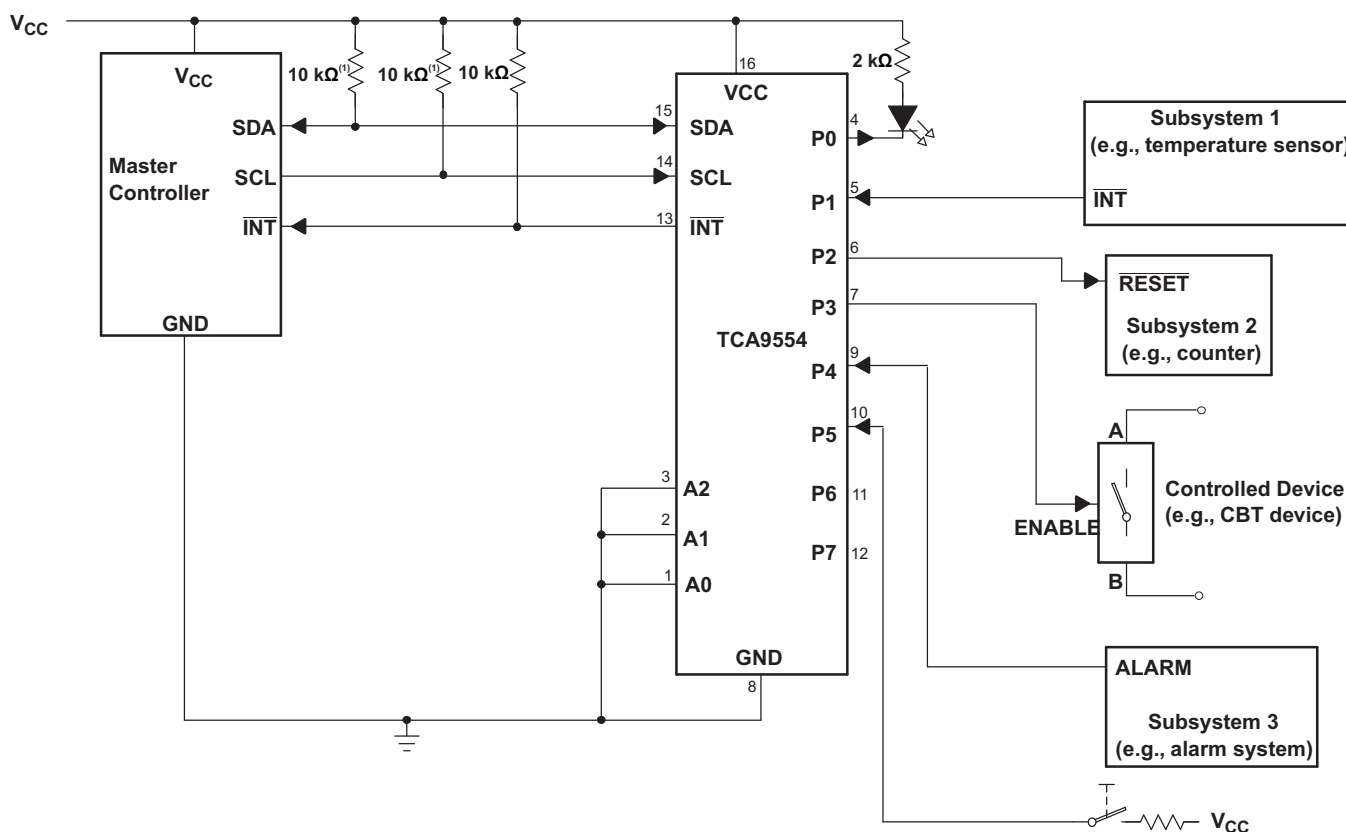 VCC
VCC
Master
Controller
SDA
SCL
INT
GND
10 kΩ(1)
10 kΩ(1)
10 kΩ
2 kΩ
16
VCC
15
SDA
14
SCL
13
INT
TCA9554
3
A2
2
A1
1
A0
GND
8
4
P0
5
P1
6
P2
7
P3
9
P4
10
P5
P6
11
P7
12
Subsystem 1
(e.g., temperature sensor)
INT
RESET
Subsystem 2
(e.g., counter)
A
ENABLE
B
Controlled Device
(e.g., CBT device)
ALARM
Subsystem 3
(e.g., alarm system)
VCC